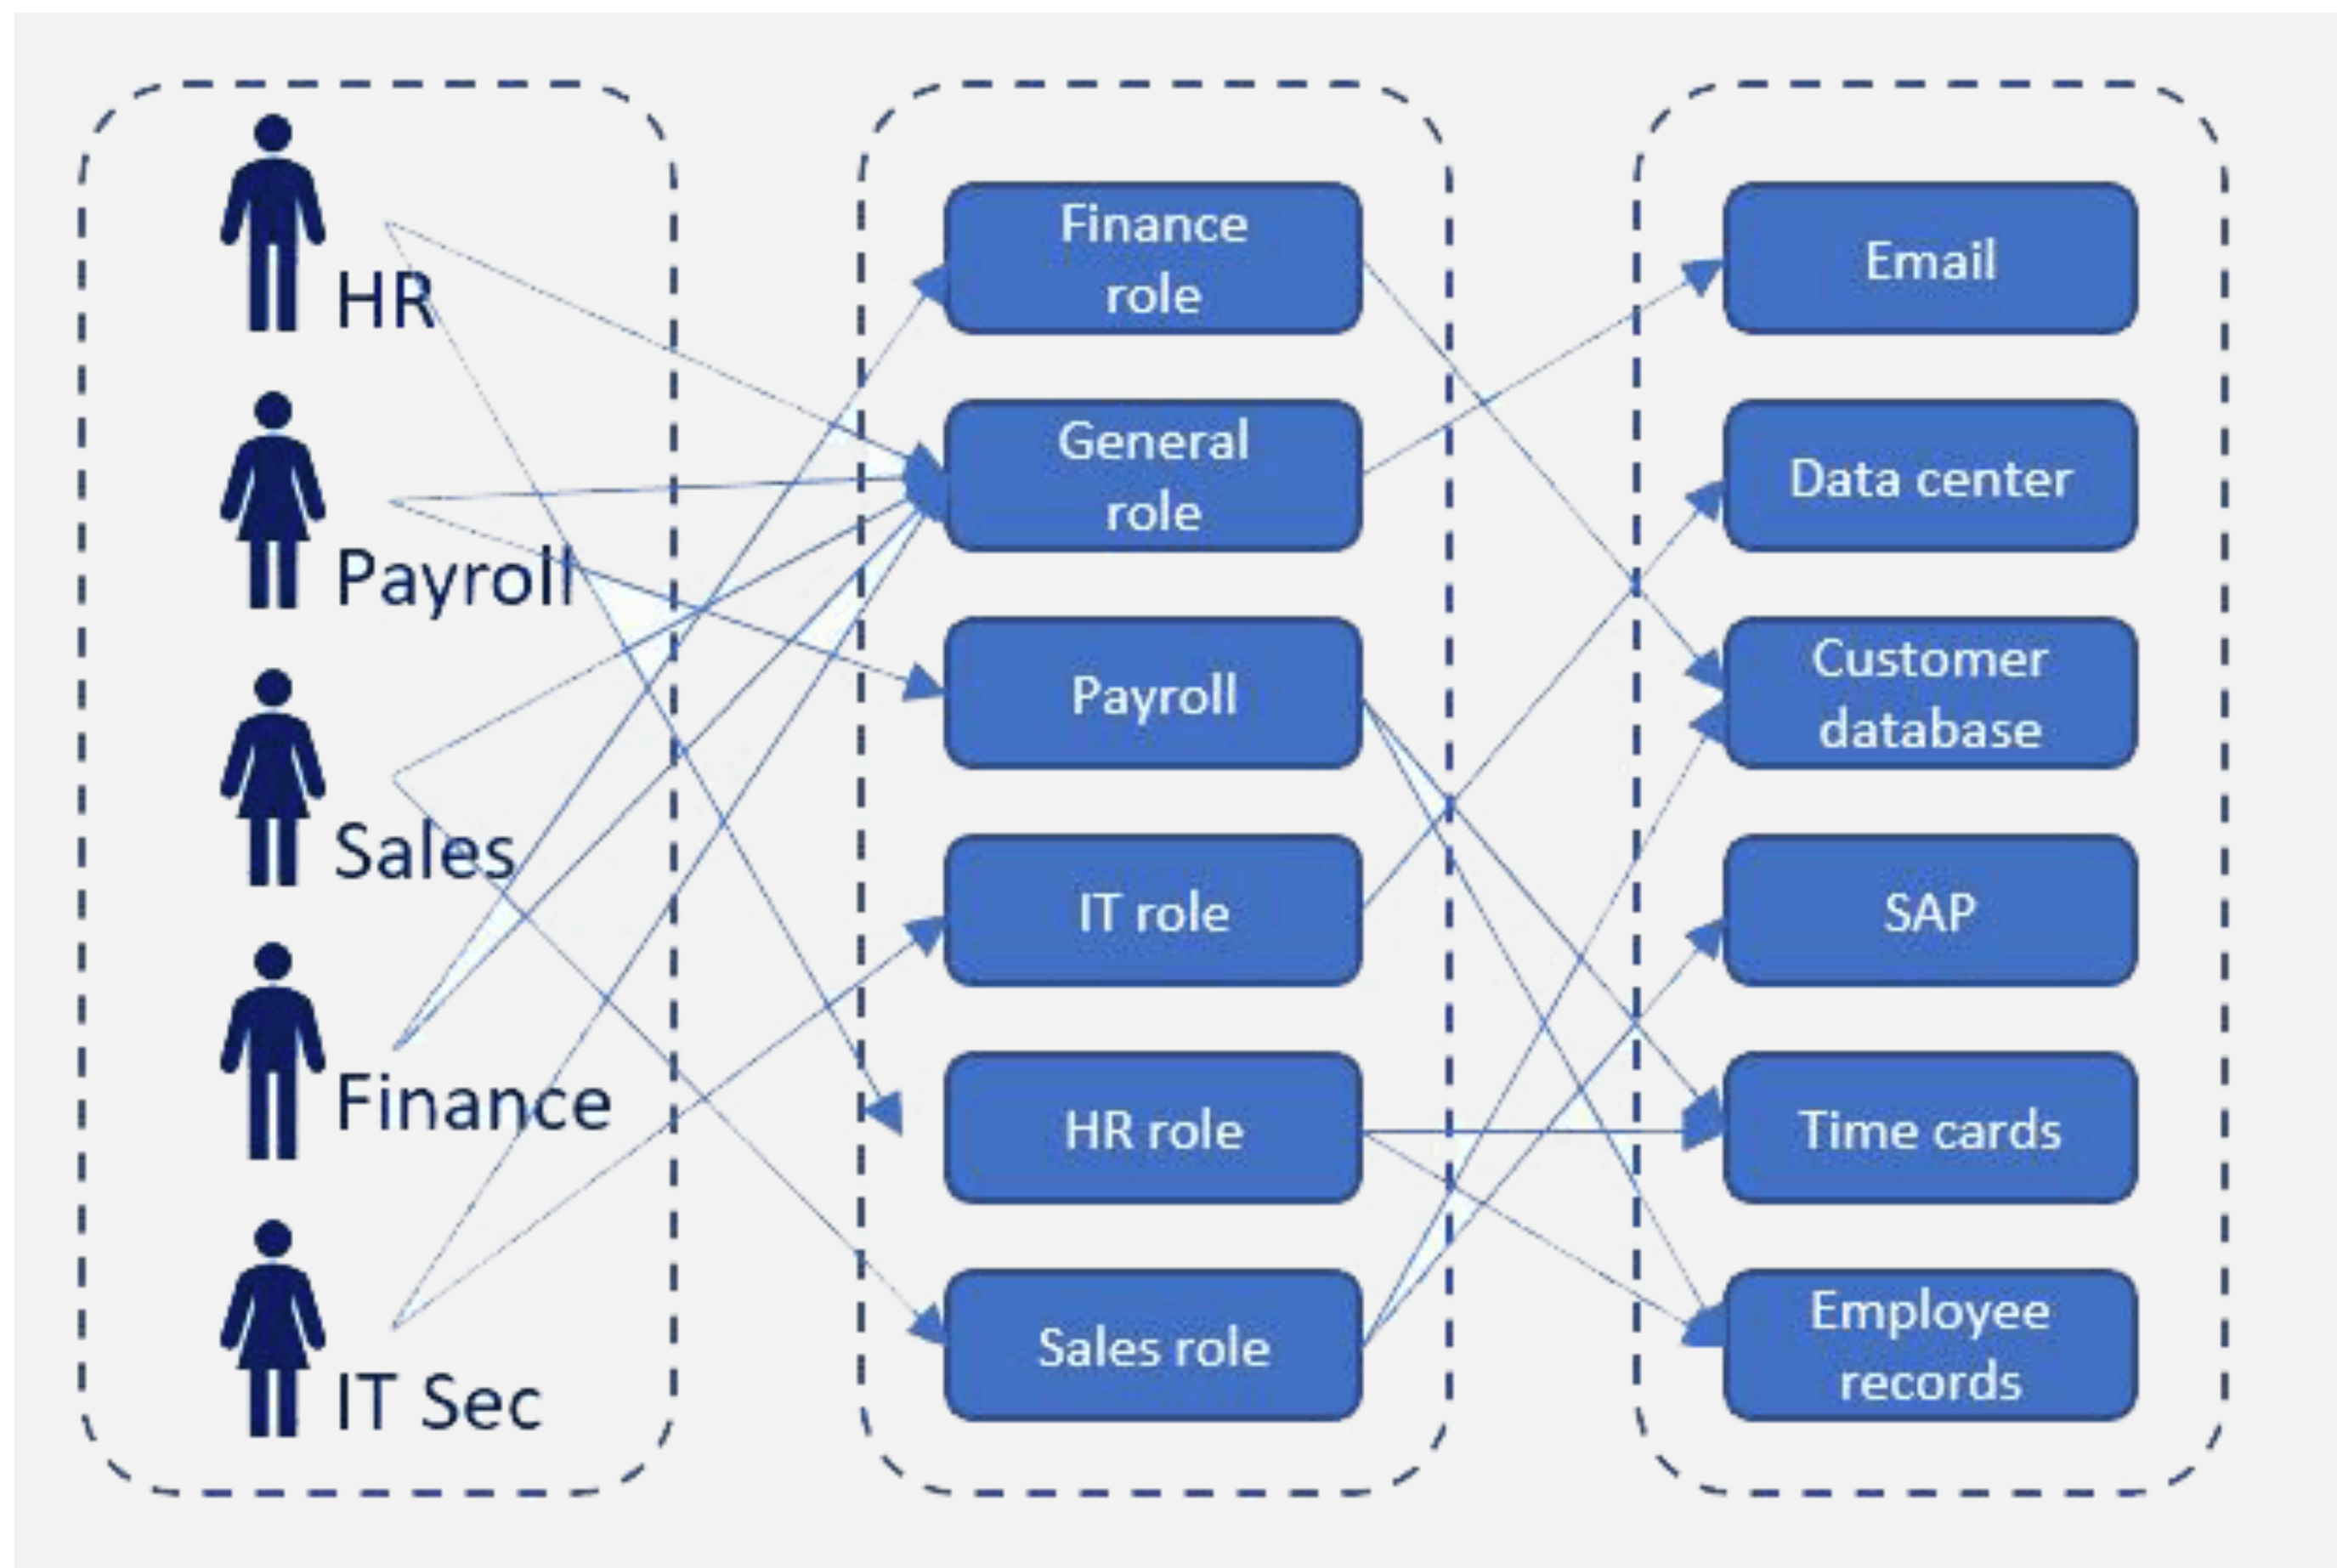 HR
Payroll
Sales
Finance
IT Sec
Finance
role
General
role
Payroll
IT role
HR role
Sales role
Email
Data center
Customer
database
SAP
Time cards
Employee
records